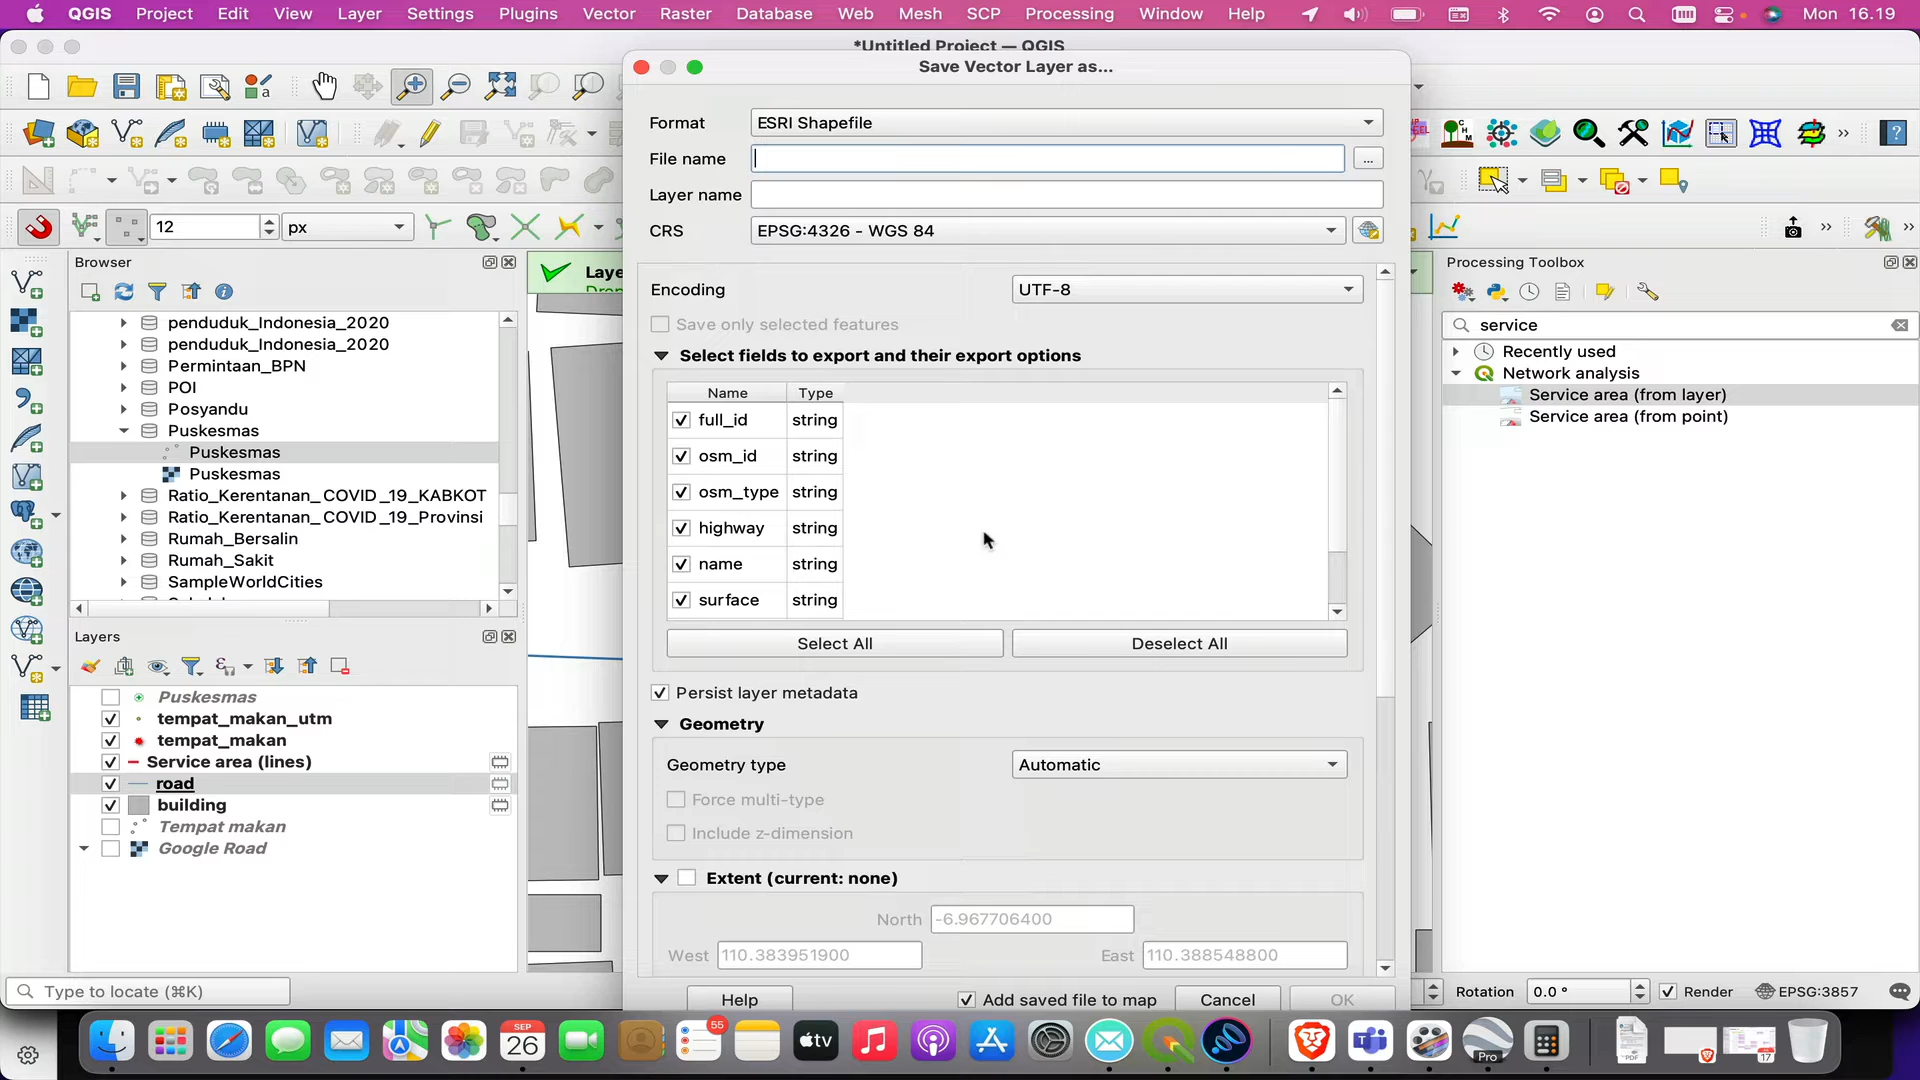 QGIS Project Edit View Layer Settings Plugins Vector Raster Database Web Mesh SCP Processing Window Help Mon 16.19
*Untitled Project — QGIS
Save Vector Layer as...
Format ESRI Shapefile
File name ...
Layer name
CRS EPSG:4326 - WGS 84
12 px
Browser
penduduk_Indonesia_2020
penduduk_Indonesia_2020
Permintaan_BPN
POI
Posyandu
Puskesmas
Puskesmas
Puskesmas
Ratio_Kerentanan_COVID_19_KABKOT
Ratio_Kerentanan_COVID_19_Provinsi
Rumah_Bersalin
Rumah_Sakit
SampleWorldCities
Laye
Encoding UTF-8
Save only selected features
Select fields to export and their export options
Name Type
full_id string
osm_id string
osm_type string
highway string
name string
surface string
Select All Deselect All
Persist layer metadata
Geometry
Geometry type Automatic
Force multi-type
Include z-dimension
Extent (current: none)
North -6.967706400
West 110.383951900 East 110.388548800
Help Add saved file to map Cancel OK
Processing Toolbox
service
Recently used
Network analysis
Service area (from layer)
Service area (from point)
Layers
Puskesmas
tempat_makan_utm
tempat_makan
Service area (lines)
road
building
Tempat makan
Google Road
Type to locate (⌘K)
Rotation 0.0 ° Render EPSG:3857
SEP
26
55
tv
Pro
PDF
17